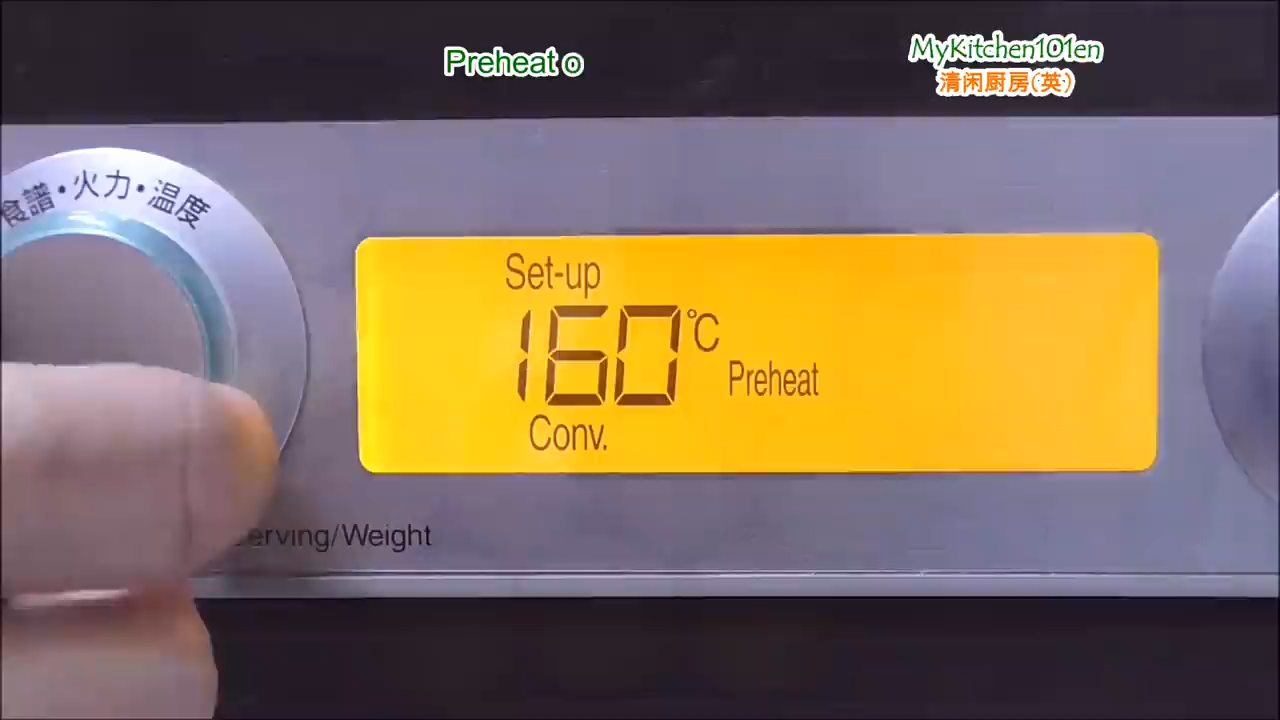 Preheat o
MyKitchen101en
清闲厨房(英)
食譜・火力・温度
Set-up
160℃
Preheat
Conv.
erving/Weight